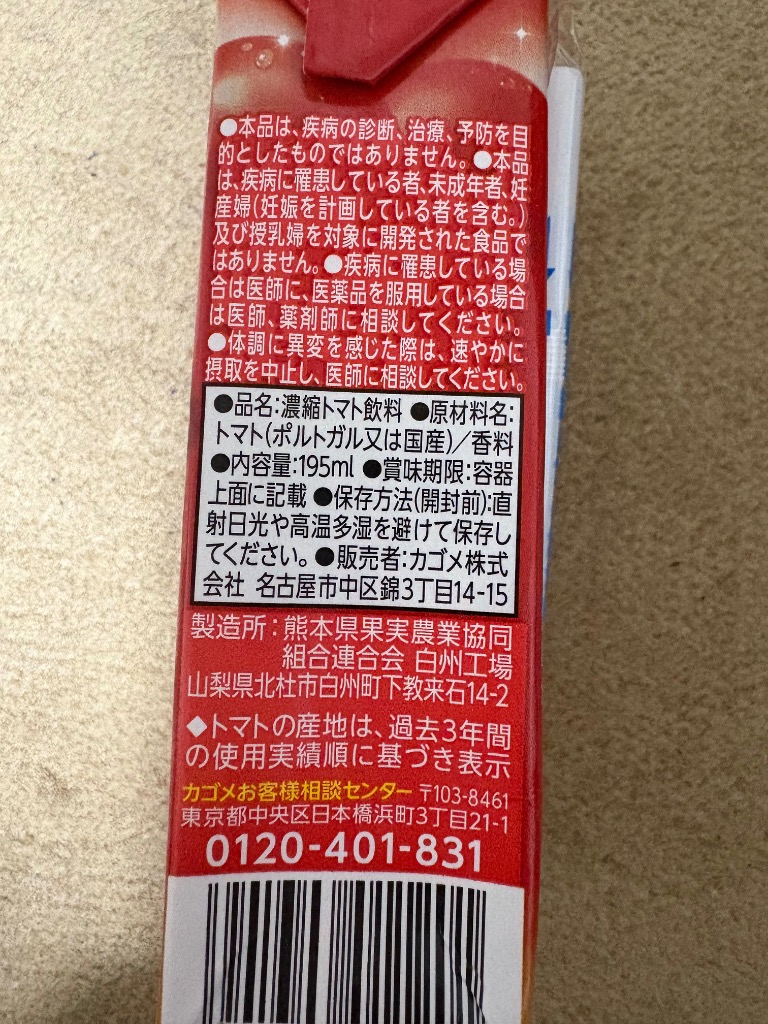 ●本品は、疾病の診断、治療、予防を目
的としたものではありません。●本品
は、疾病に罹患している者、未成年者、妊
産婦(妊娠を計画している者を含む。)
及び授乳婦を対象に開発された食品で
はありません。●疾病に罹患している場
合は医師に、医薬品を服用している場合
は医師、薬剤師に相談してください。
●体調に異変を感じた際は、速やかに
摂取を中止し、医師に相談してください。
●品名:濃縮トマト飲料 ●原材料名:
トマト(ポルトガル又は国産)/香料
●内容量:195ml ●賞味期限:容器
上面に記載 ●保存方法(開封前):直
射日光や高温多湿を避けて保存し
てください。●販売者:カゴメ株式
会社 名古屋市中区錦3丁目14-15
製造所:熊本県果実農業協同
組合連合会 白州工場
山梨県北杜市白州町下教来石14-2
◆トマトの産地は、過去3年間
の使用実績順に基づき表示
カゴメお客様相談センター 〒103-8461
東京都中央区日本橋浜町3丁目21-1
0120-401-831